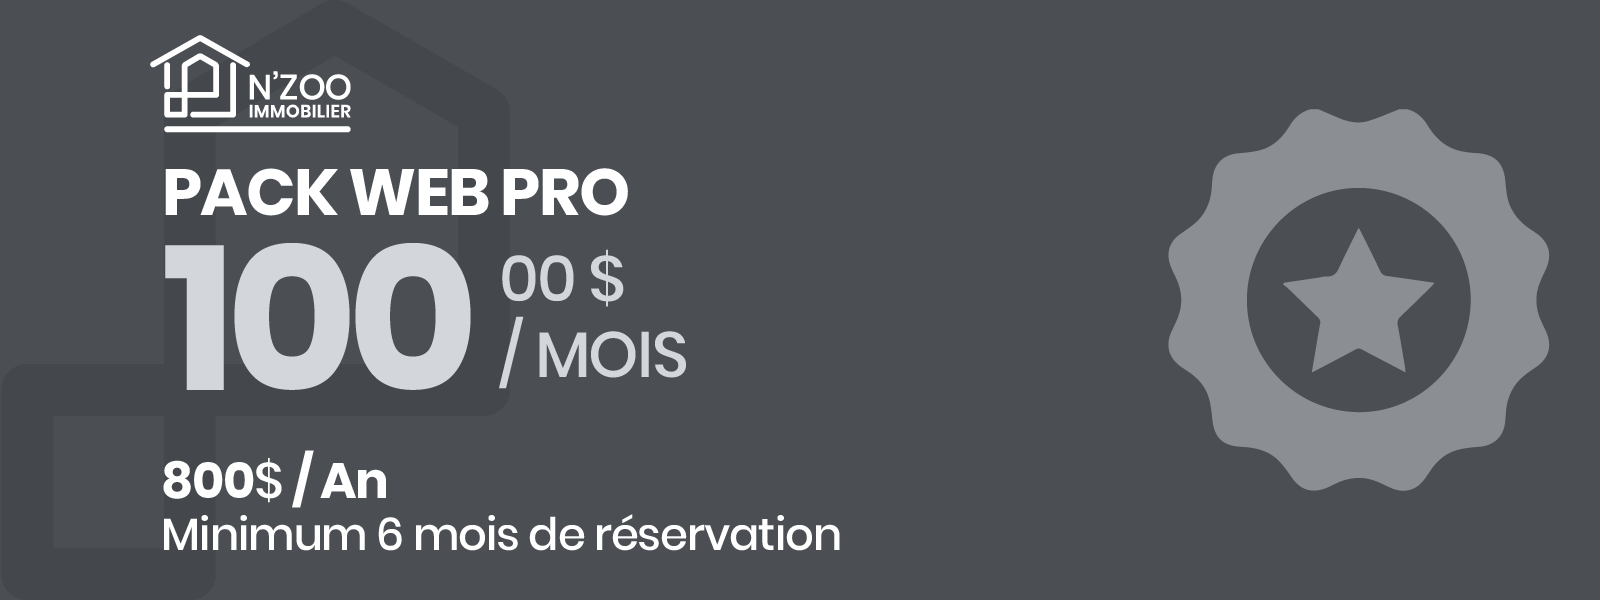 N'ZOO
IMMOBILIER
PACK WEB PRO
100 00 $
/ MOIS
800$ / An
Minimum 6 mois de réservation